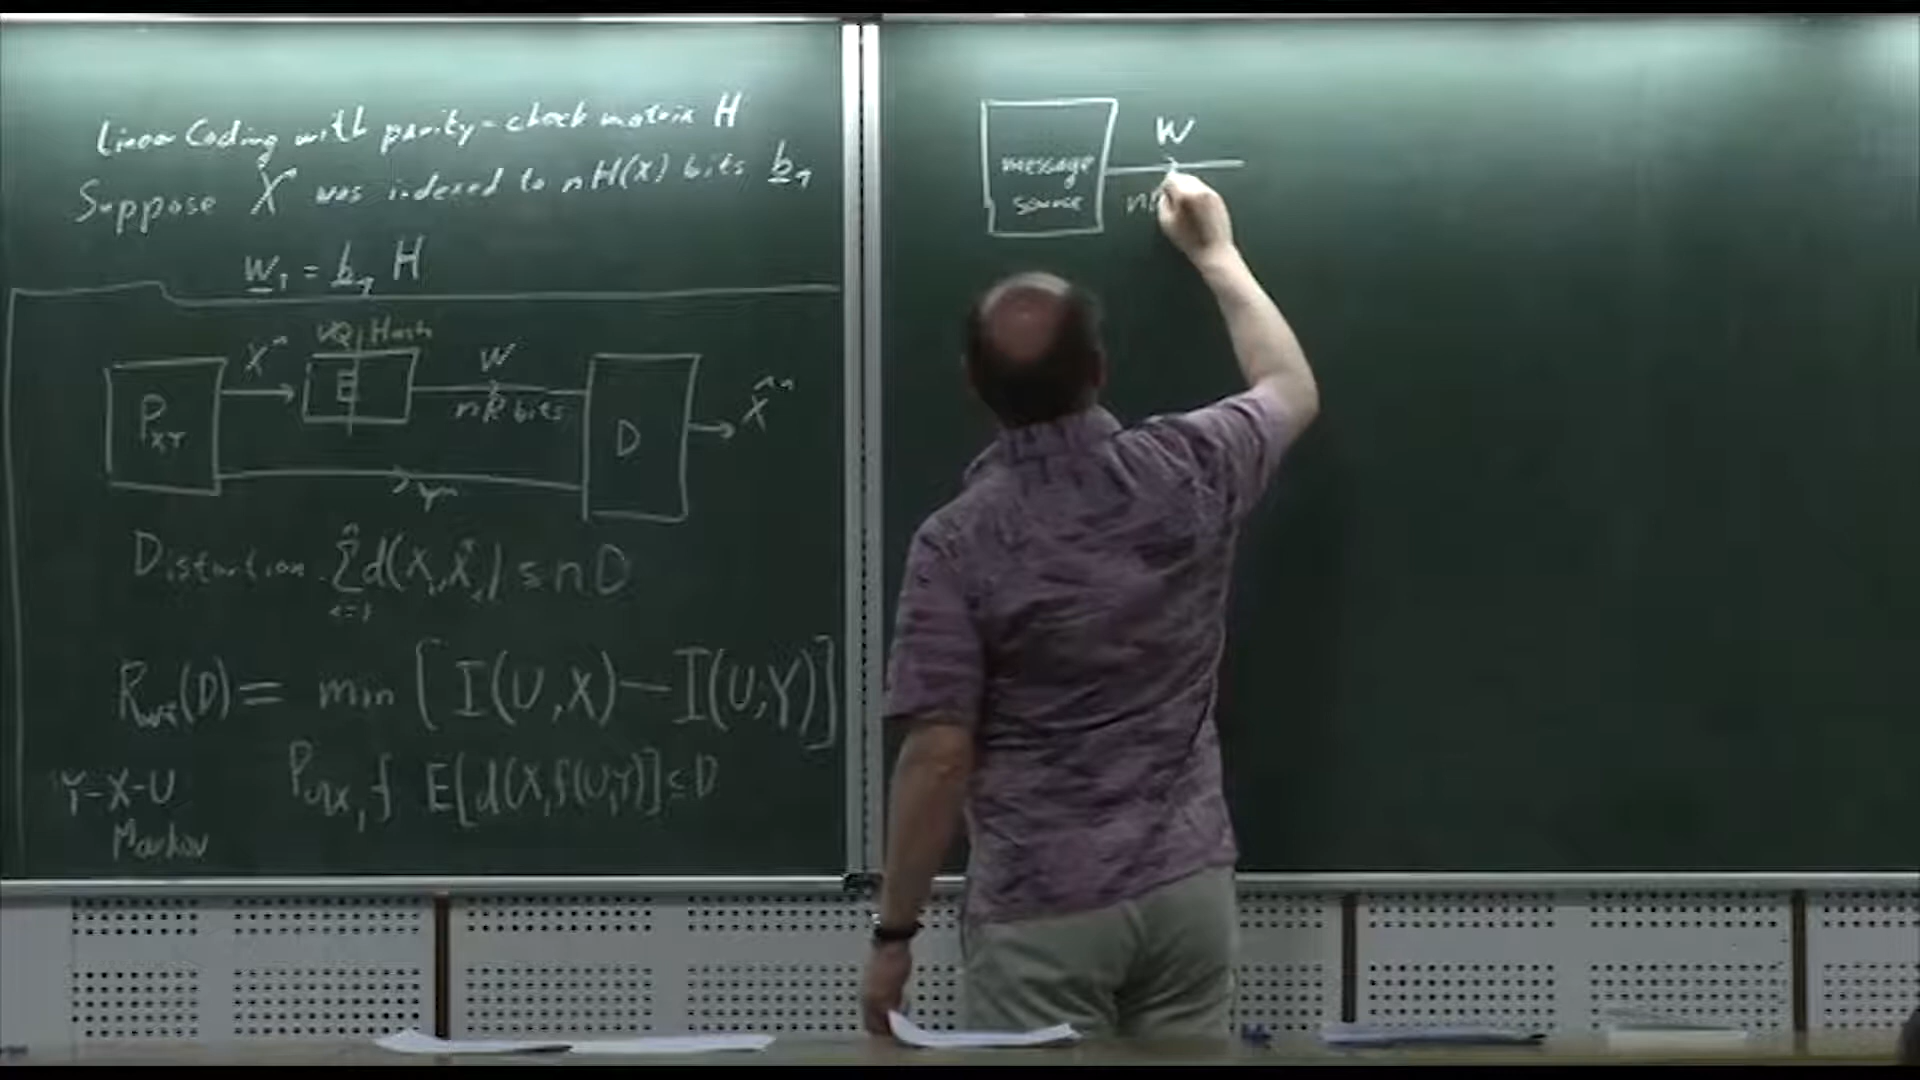 Linear Coding with parity-check matrix H
Suppose X^n was indexed to nH(X) bits b_1
w_1 = b_1 H
VQ | Hash
X^n
E
W
nR bits
P_XY
D
X̂^n
Y^n
Distortion. ∑_{i=1}^n d(X_i, X̂_i) ≤ nD
R_WZ(D) = min [I(U;X) - I(U;Y)]
P_U|X, f E[d(X, f(U,Y))] ≤ D
Y-X-U
Markov
W
message
source